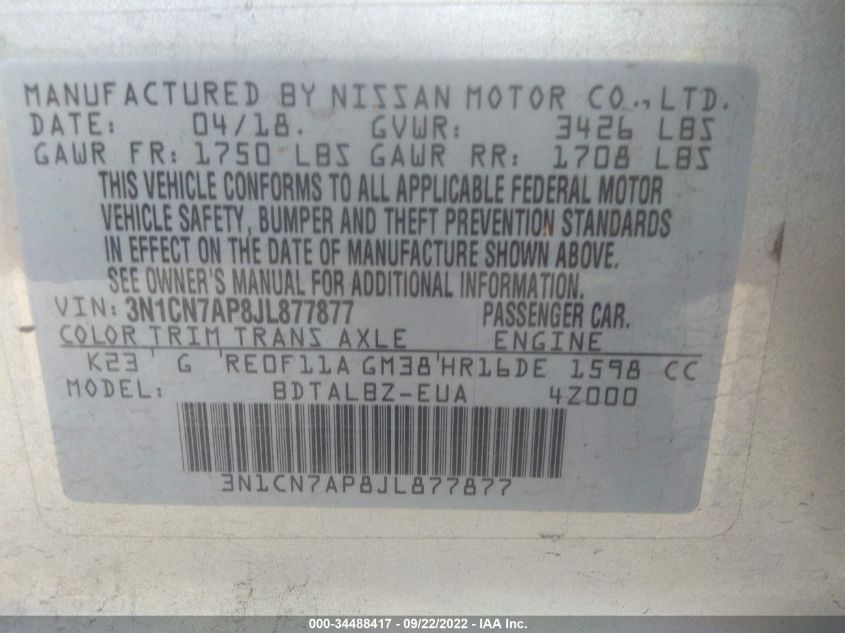 MANUFACTURED BY NISSAN MOTOR CO., LTD.
DATE: 04/18. GVWR: 3426 LBS
GAWR FR: 1750 LBS GAWR RR: 1708 LBS
THIS VEHICLE CONFORMS TO ALL APPLICABLE FEDERAL MOTOR
VEHICLE SAFETY, BUMPER AND THEFT PREVENTION STANDARDS
IN EFFECT ON THE DATE OF MANUFACTURE SHOWN ABOVE.
SEE OWNER'S MANUAL FOR ADDITIONAL INFORMATION.
VIN: 3N1CN7AP8JL877877 PASSENGER CAR.
COLOR TRIM TRANS AXLE ENGINE
K23 ' G ' RE0F11A GM38 ' HR16DE 1598 CC
MODEL: BDTALBZ-EUA 4Z000
3N1CN7AP8JL877877
000-34488417 - 09/22/2022 - IAA Inc.